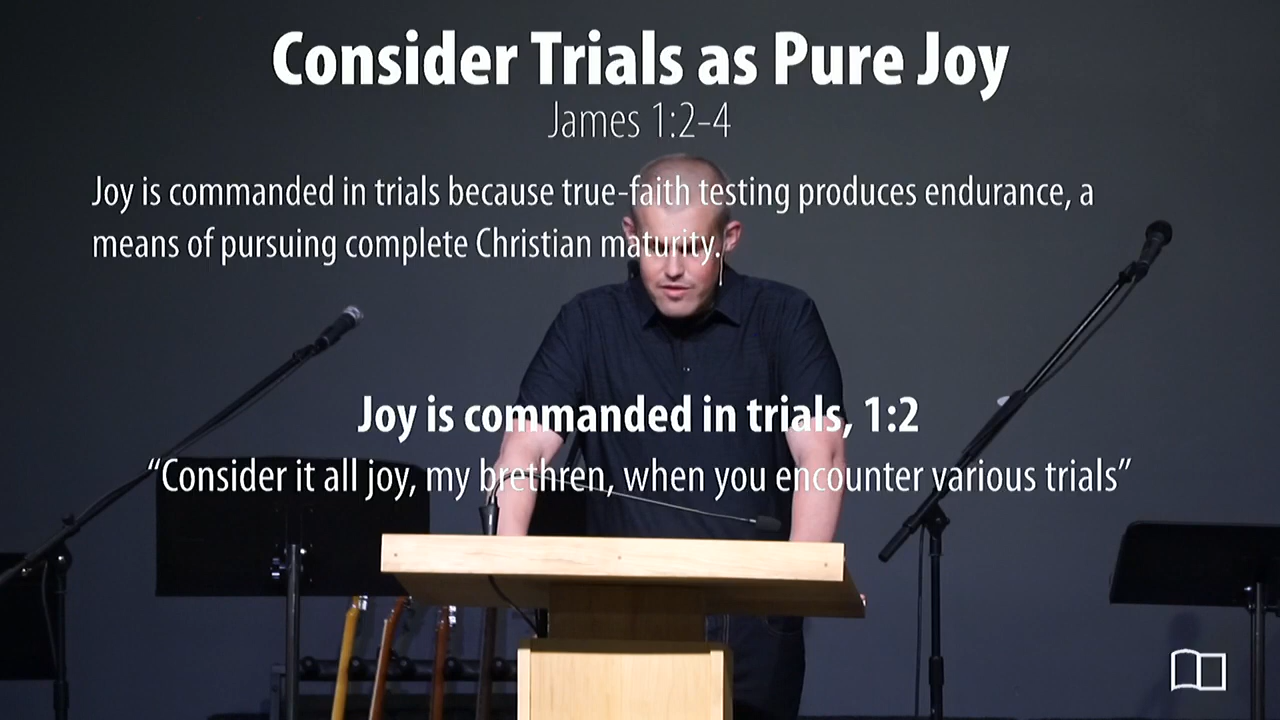 Consider Trials as Pure Joy
James 1:2-4
Joy is commanded in trials because true-faith testing produces endurance, a
means of pursuing complete Christian maturity.
Joy is commanded in trials, 1:2
“Consider it all joy, my brethren, when you encounter various trials”